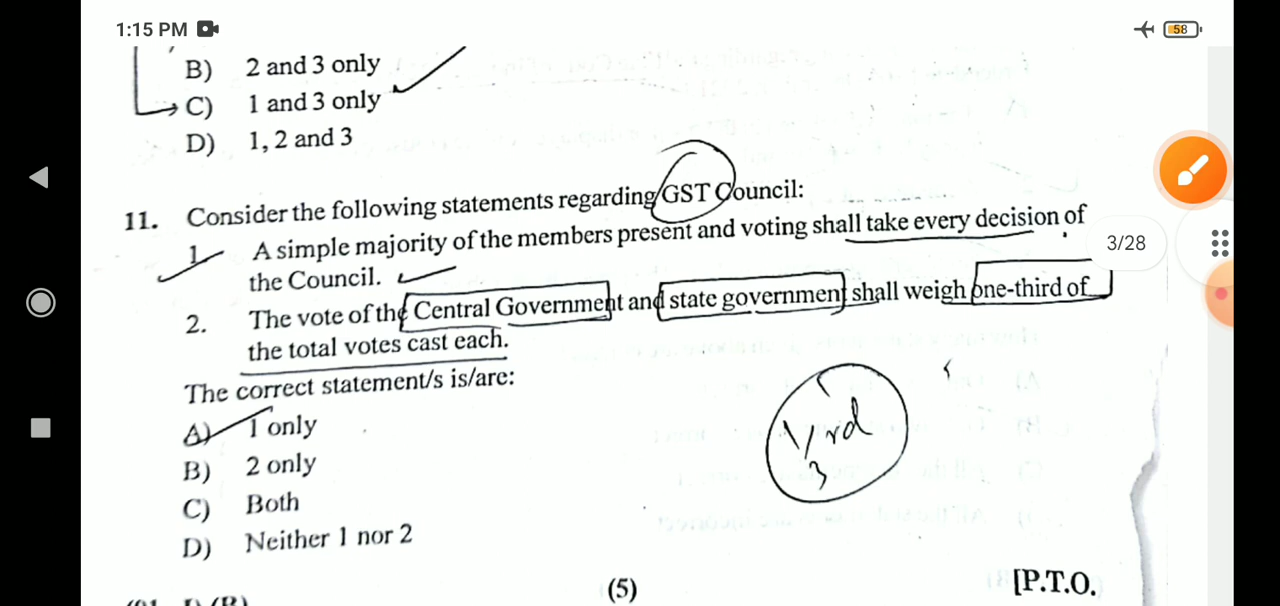 1:15 PM
58
B) 2 and 3 only
C) 1 and 3 only
D) 1, 2 and 3
11. Consider the following statements regarding GST Council:
1. A simple majority of the members present and voting shall take every decision of
the Council.
3/28
2. The vote of the Central Government and state government shall weigh one-third of
the total votes cast each.
The correct statement/s is/are:
A) 1 only
1/3 rd
B) 2 only
C) Both
D) Neither 1 nor 2
(5)
[P.T.O.